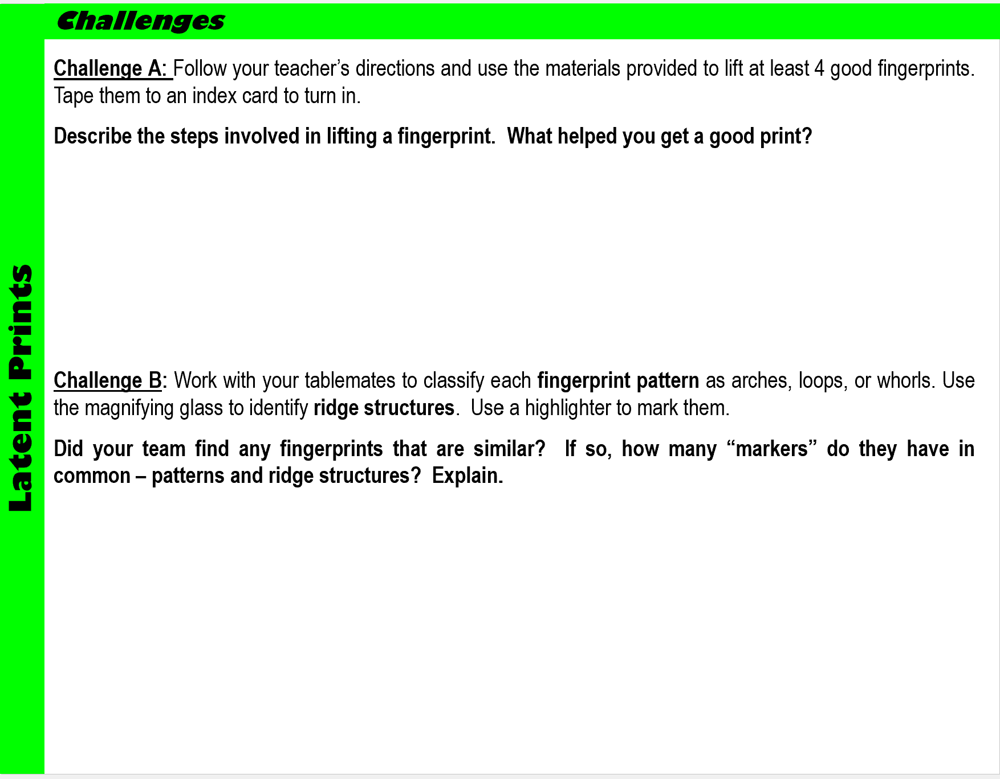 Challenges
Challenge A: Follow your teacher’s directions and use the materials provided to lift at least 4 good fingerprints.
Tape them to an index card to turn in.
Describe the steps involved in lifting a fingerprint.  What helped you get a good print?
Latent Prints
Challenge B: Work with your tablemates to classify each fingerprint pattern as arches, loops, or whorls. Use
the magnifying glass to identify ridge structures.  Use a highlighter to mark them.
Did your team find any fingerprints that are similar?  If so, how many “markers” do they have in
common – patterns and ridge structures?  Explain.